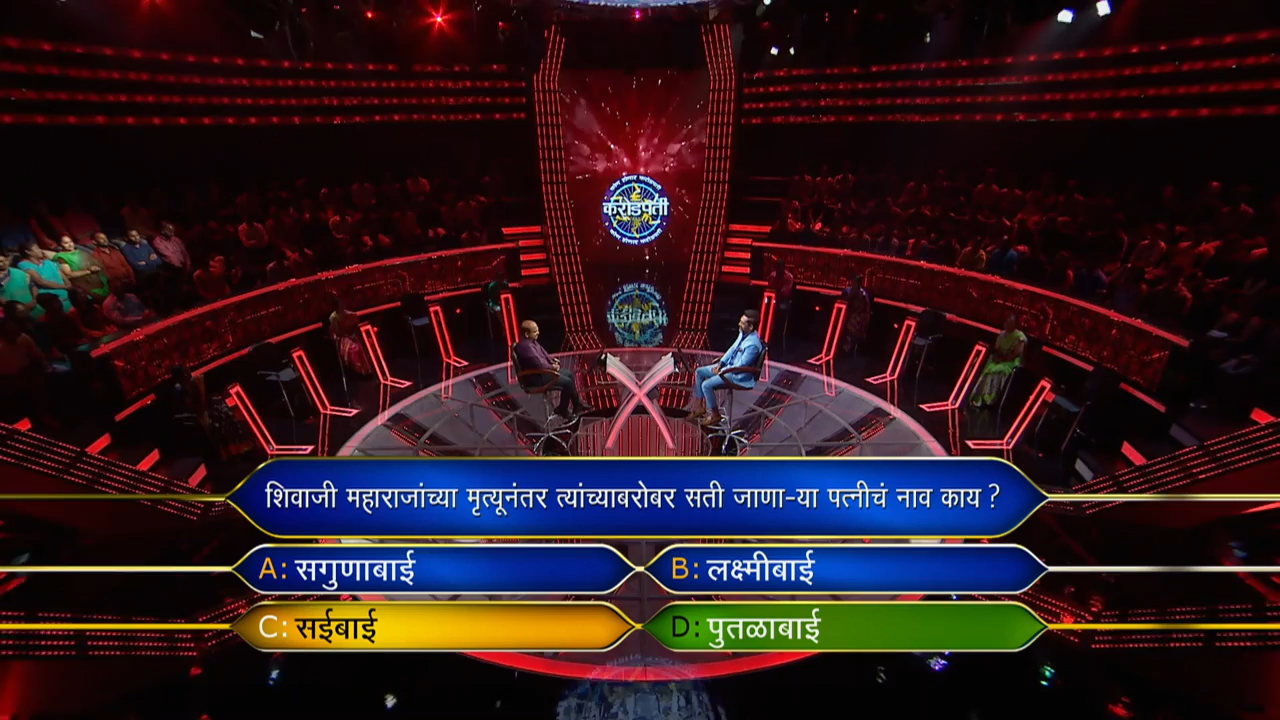 करोडपती
शिवाजी महाराजांच्या मृत्यूनंतर त्यांच्याबरोबर सती जाणा-या पत्नीचं नाव काय ?
A: सगुणाबाई
B: लक्ष्मीबाई
C: सईबाई
D: पुतळाबाई